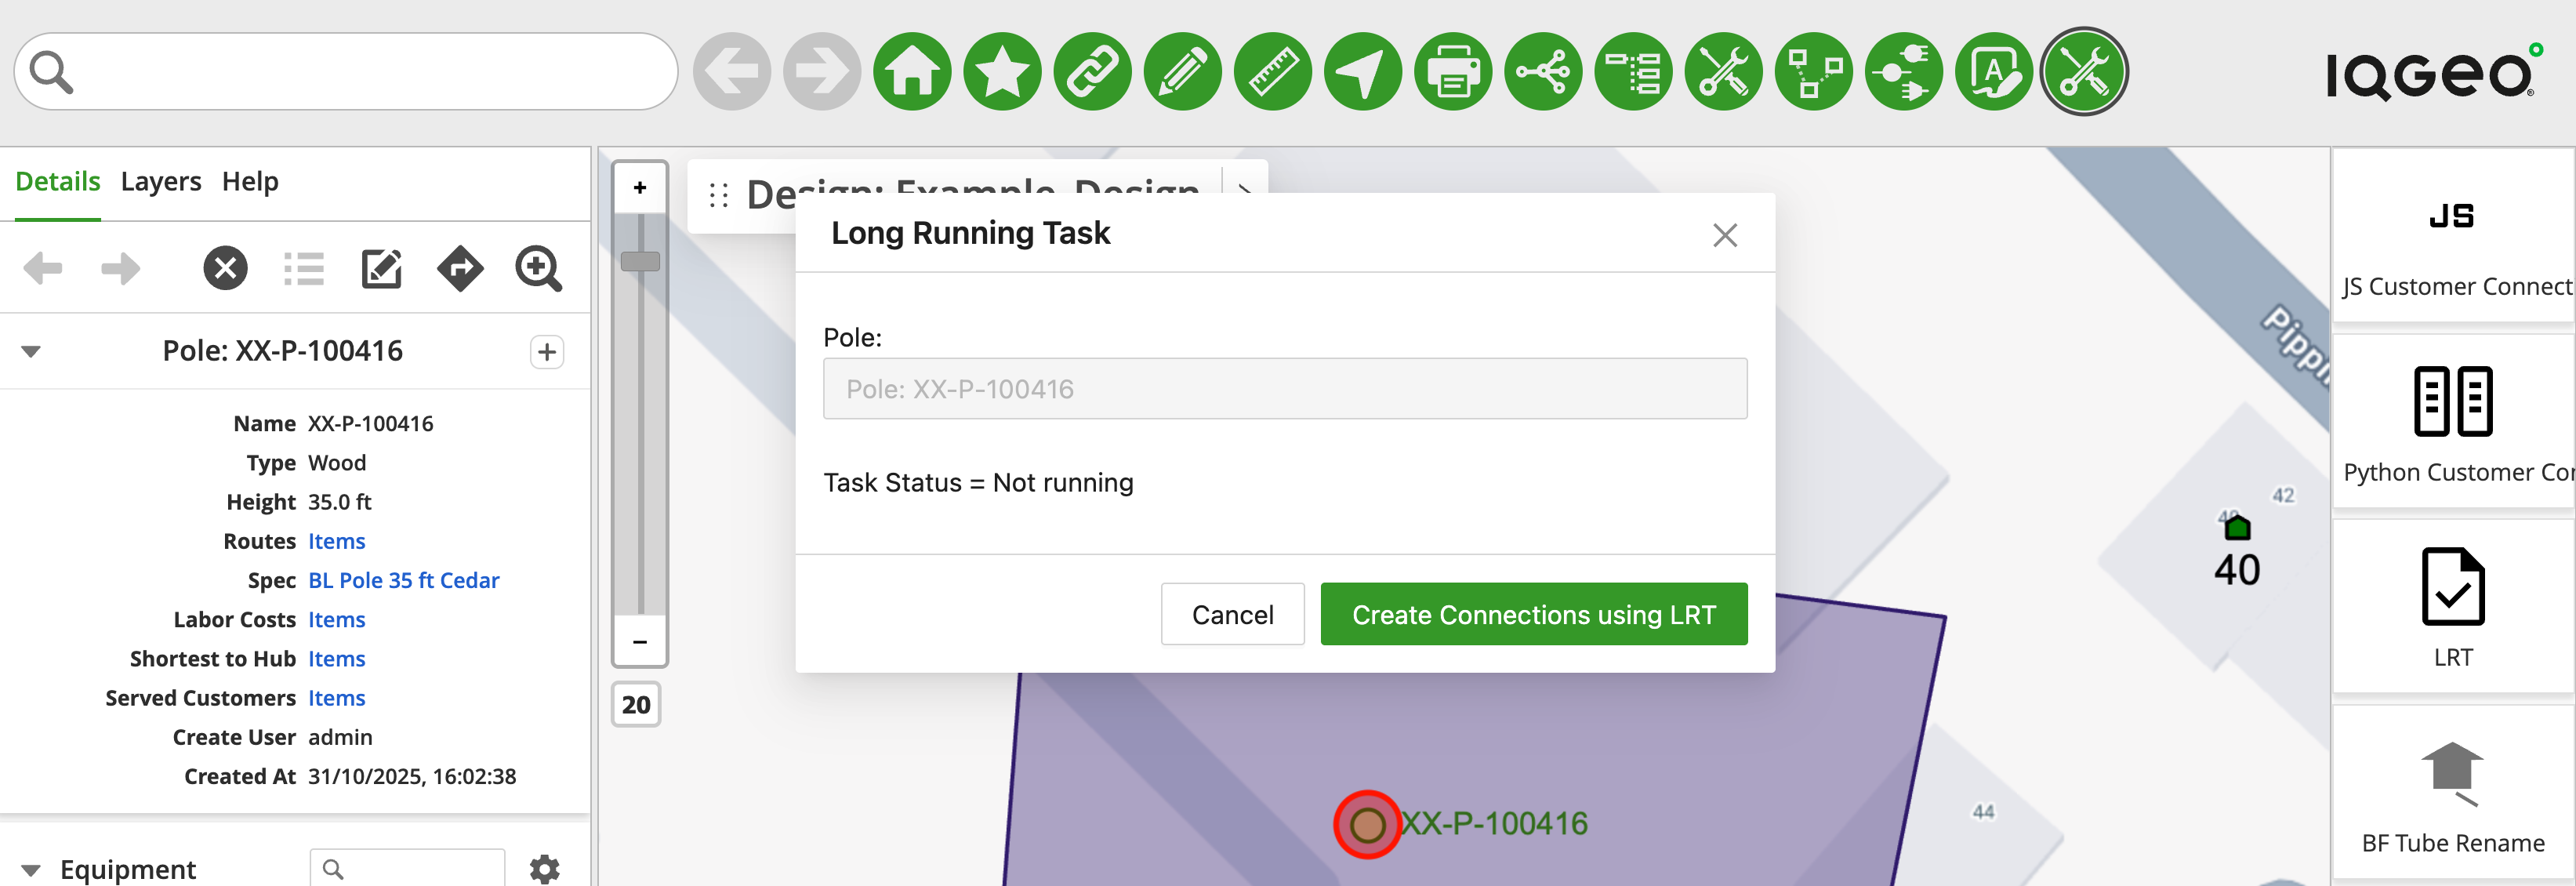 IQGEO
Details Layers Help
Pole: XX-P-100416
Name XX-P-100416
Type Wood
Height 35.0 ft
Routes Items
Spec BL Pole 35 ft Cedar
Labor Costs Items
Shortest to Hub Items
Served Customers Items
Create User admin
Created At 31/10/2025, 16:02:38
Equipment
+
−
20
Design: Example_Design
Long Running Task
Pole:
Pole: XX-P-100416
Task Status = Not running
Cancel
Create Connections using LRT
XX-P-100416
42
40
44
JS
JS Customer Connect
Python Customer
LRT
BF Tube Rename